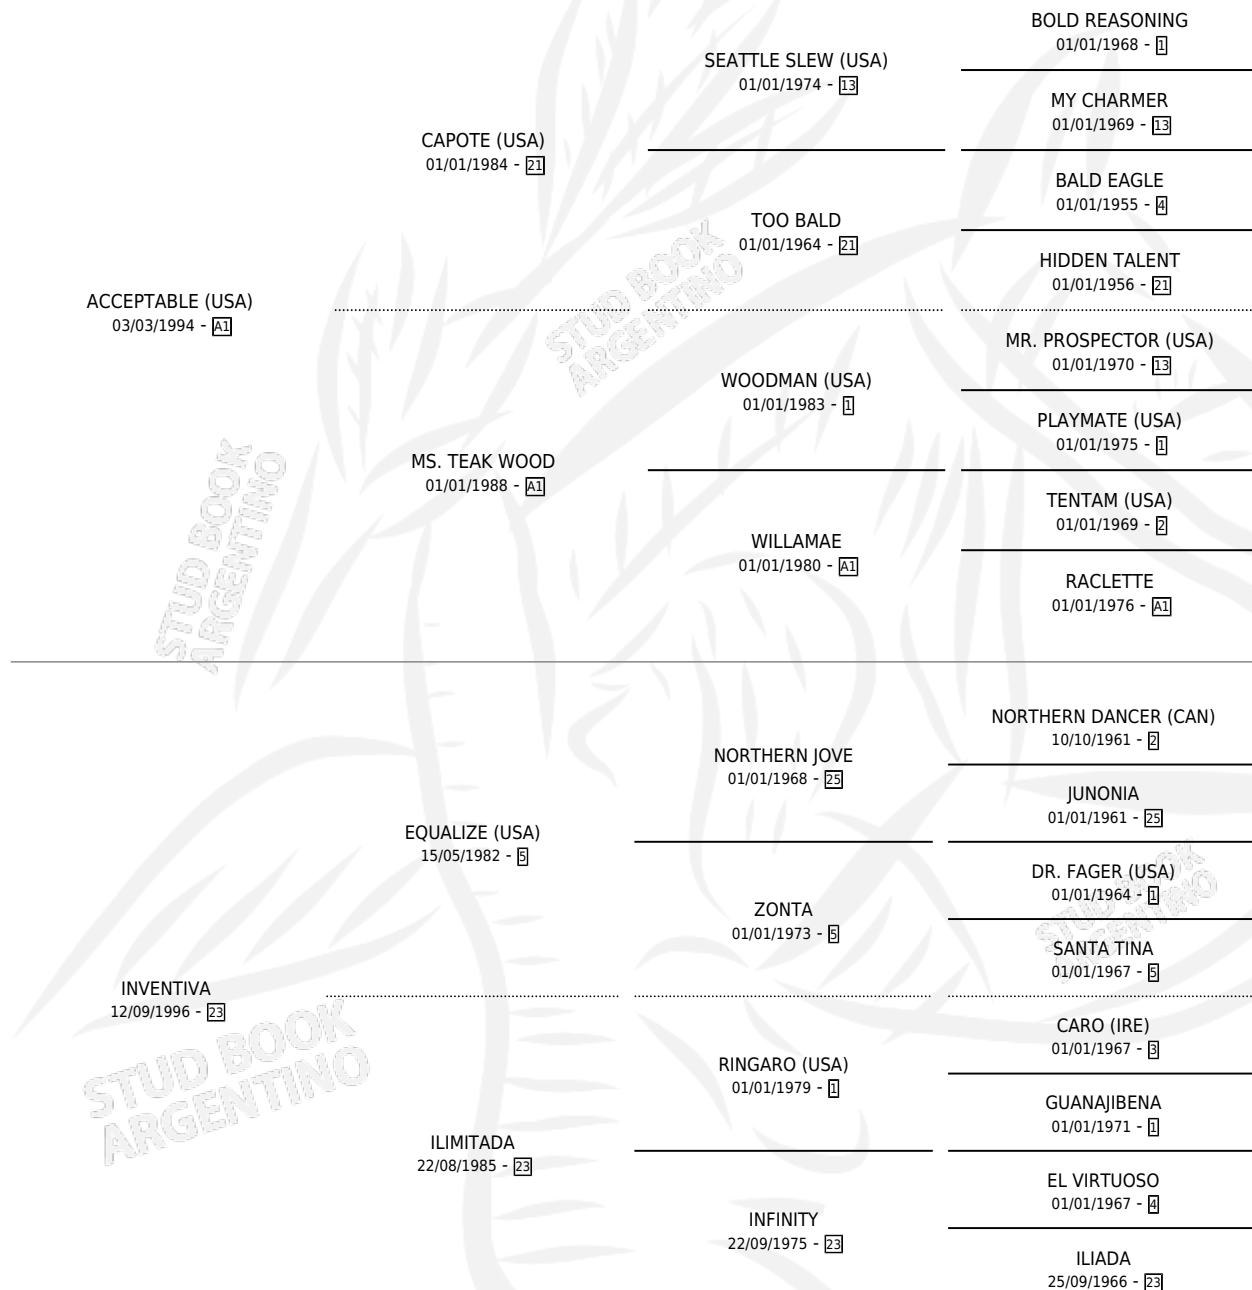 BOLD REASONING
01/01/1968 - 1
SEATTLE SLEW (USA)
01/01/1974 - 13
MY CHARMER
01/01/1969 - 13
CAPOTE (USA)
01/01/1984 - 21
BALD EAGLE
01/01/1955 - 4
TOO BALD
01/01/1964 - 21
HIDDEN TALENT
01/01/1956 - 21
ACCEPTABLE (USA)
03/03/1994 - A1
MR. PROSPECTOR (USA)
01/01/1970 - 13
WOODMAN (USA)
01/01/1983 - 1
PLAYMATE (USA)
01/01/1975 - 1
MS. TEAK WOOD
01/01/1988 - A1
TENTAM (USA)
01/01/1969 - 2
WILLAMAE
01/01/1980 - A1
RACLETTE
01/01/1976 - A1
NORTHERN DANCER (CAN)
10/10/1961 - 2
NORTHERN JOVE
01/01/1968 - 25
JUNONIA
01/01/1961 - 25
EQUALIZE (USA)
15/05/1982 - 5
DR. FAGER (USA)
01/01/1964 - 1
ZONTA
01/01/1973 - 5
SANTA TINA
01/01/1967 - 5
INVENTIVA
12/09/1996 - 23
CARO (IRE)
01/01/1967 - 3
RINGARO (USA)
01/01/1979 - 1
GUANAJIBENA
01/01/1971 - 1
ILIMITADA
22/08/1985 - 23
EL VIRTUOSO
01/01/1967 - 4
INFINITY
22/09/1975 - 23
ILIADA
25/09/1966 - 23
STUD BOOK
ARGENTINO
STUD BOOK
ARGENTINO
STUD BOOK
ARGENTINO
STUD BOOK
ARGENTINO